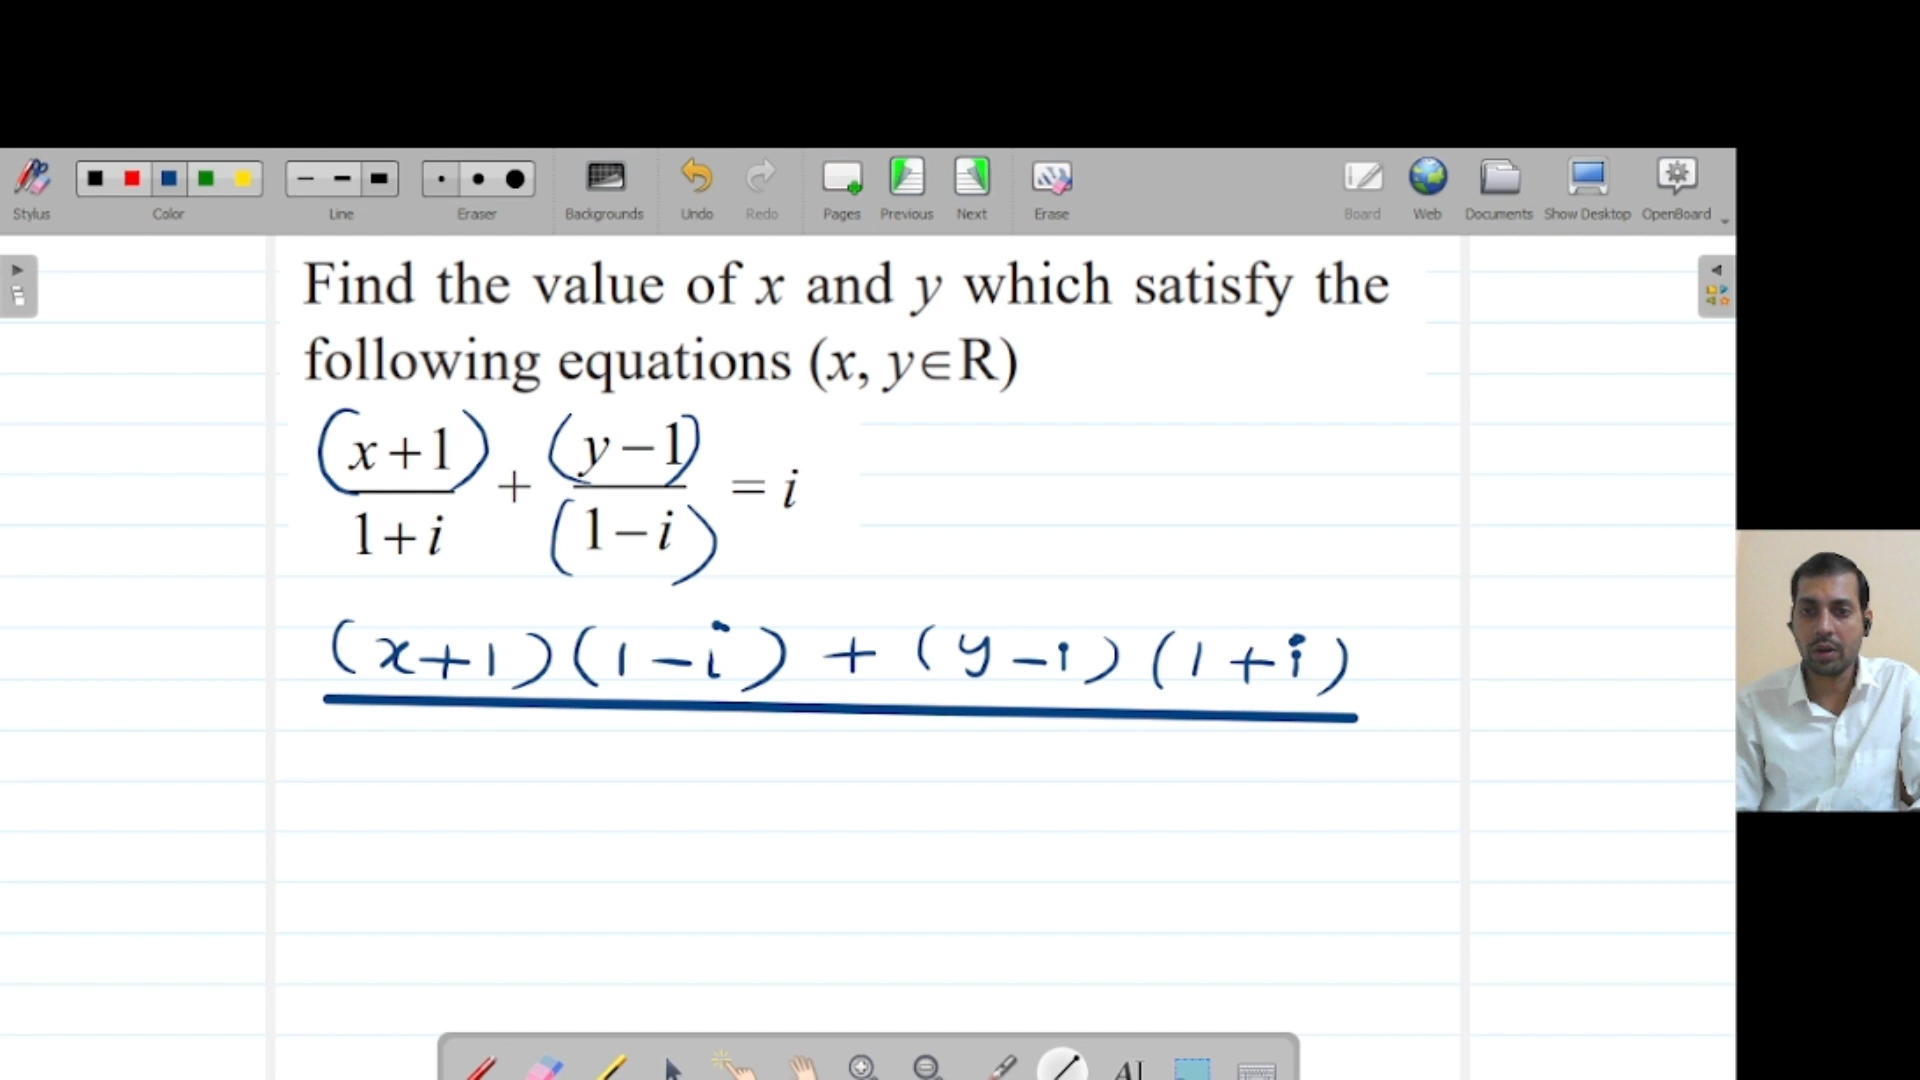 Stylus Color Line Eraser Backgrounds Undo Redo Pages Previous Next Erase Board Web Documents Show Desktop OpenBoard
Find the value of x and y which satisfy the
following equations (x, y∈R)
(x+1)/(1+i) + (y−1)/(1−i) = i
(x+1)(1−i) + (y−i)(1+i)